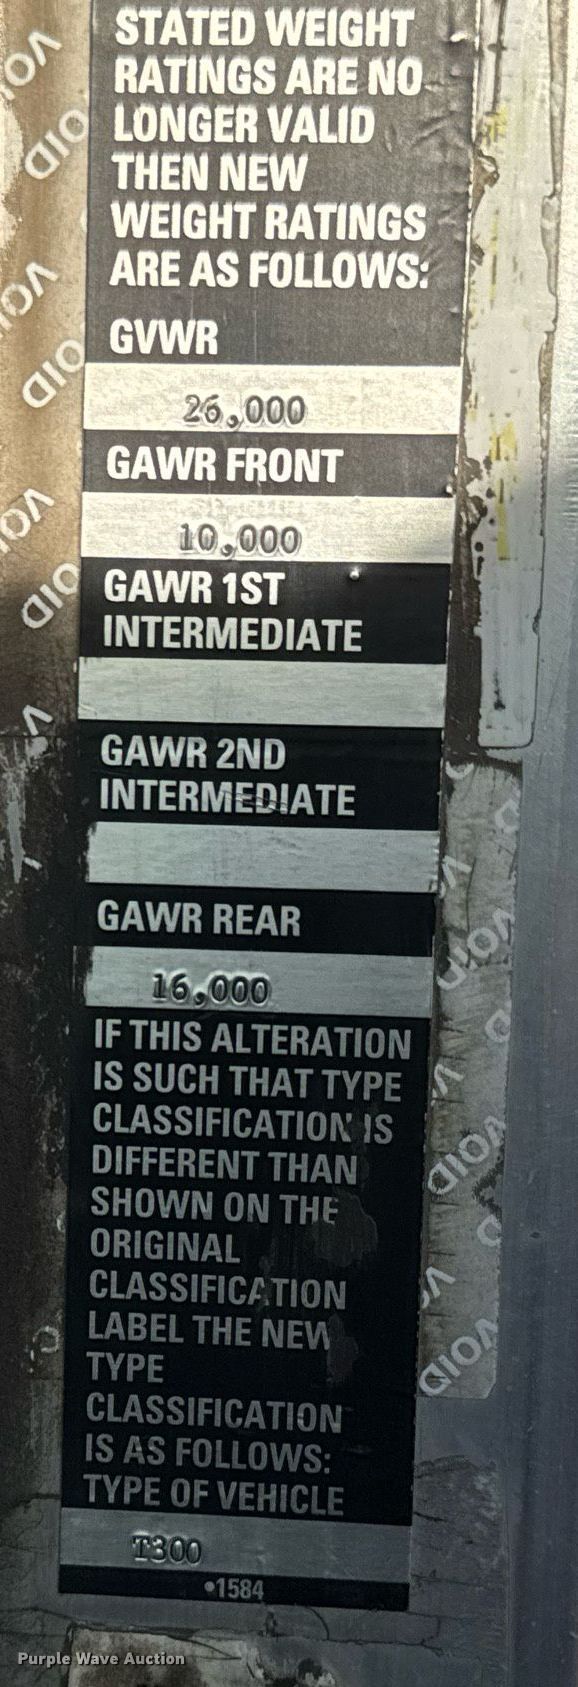 STATED WEIGHT
RATINGS ARE NO
LONGER VALID
THEN NEW
WEIGHT RATINGS
ARE AS FOLLOWS:
GVWR
26,000
GAWR FRONT
10,000
GAWR 1ST
INTERMEDIATE
GAWR 2ND
INTERMEDIATE
GAWR REAR
16,000
IF THIS ALTERATION
IS SUCH THAT TYPE
CLASSIFICATION IS
DIFFERENT THAN
SHOWN ON THE
ORIGINAL
CLASSIFICATION
LABEL THE NEW
TYPE
CLASSIFICATION
IS AS FOLLOWS:
TYPE OF VEHICLE
T300
•1584
VOID
VOID
VOID
Purple Wave Auction